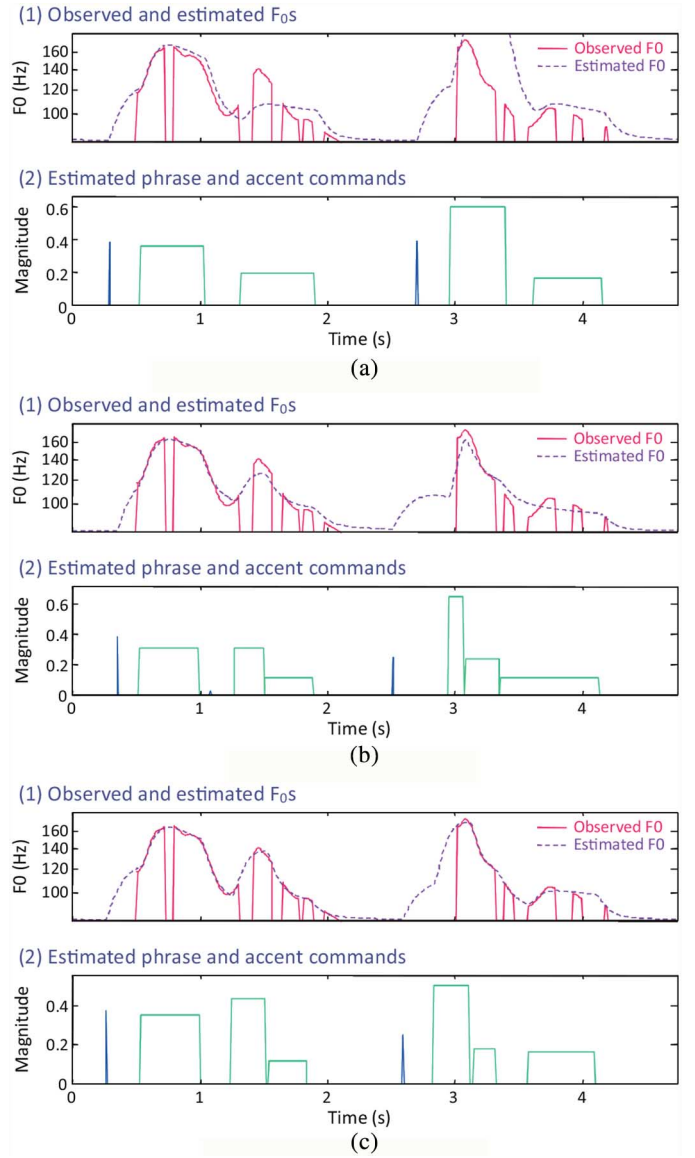 (1) Observed and estimated F₀s
F0 (Hz)
160
140
120
100
Observed F0
Estimated F0
(2) Estimated phrase and accent commands
Magnitude
0.6
0.4
0.2
0
0 1 2 3 4
Time (s)
(a)
(1) Observed and estimated F₀s
F0 (Hz)
160
140
120
100
Observed F0
Estimated F0
(2) Estimated phrase and accent commands
Magnitude
0.6
0.4
0.2
0
0 1 2 3 4
Time (s)
(b)
(1) Observed and estimated F₀s
F0 (Hz)
160
140
120
100
Observed F0
Estimated F0
(2) Estimated phrase and accent commands
Magnitude
0.4
0.2
0
0 1 2 3 4
Time (s)
(c)